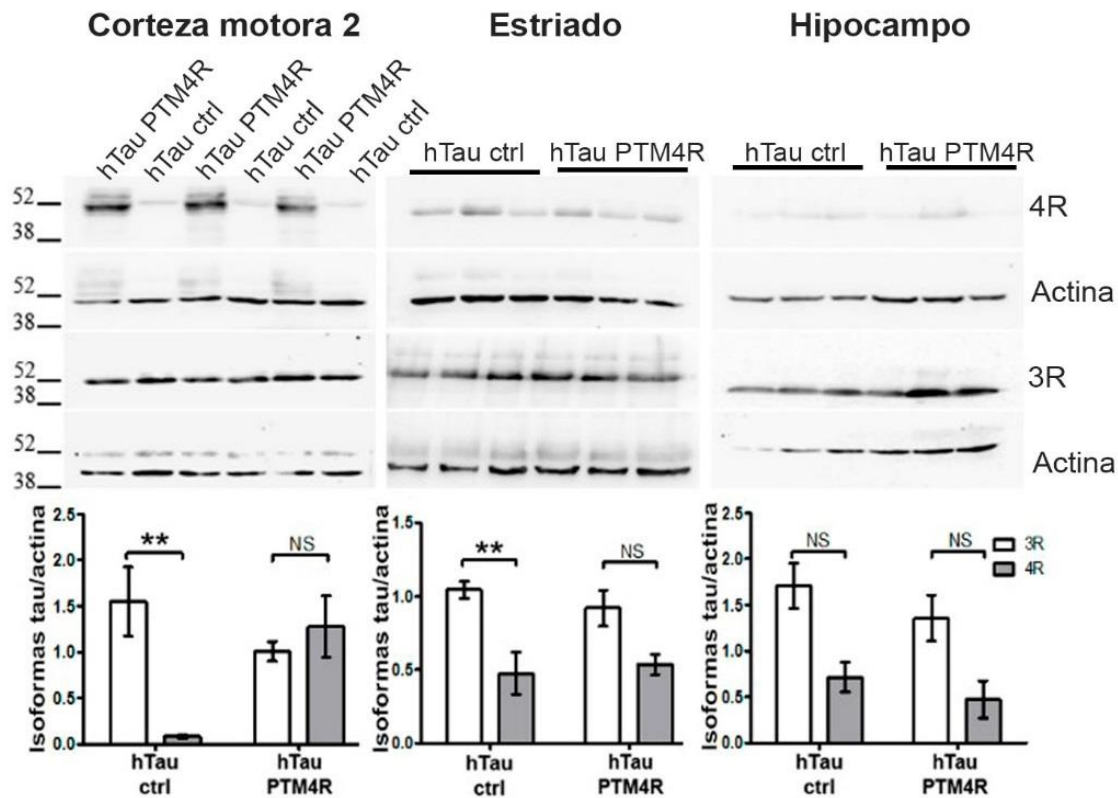 Corteza motora 2
Estriado
Hipocampo
hTau PTM4R
hTau ctrl
hTau PTM4R
hTau ctrl
hTau PTM4R
hTau ctrl
hTau ctrl
hTau PTM4R
hTau ctrl
hTau PTM4R
52
38
4R
52
38
Actina
52
38
3R
52
38
Actina
Isoformas tau/actina
2.5
2.0
1.5
1.0
0.5
0.0
**
NS
hTau
ctrl
hTau
PTM4R
Isoformas tau/actina
1.5
1.0
0.5
0.0
**
NS
hTau
ctrl
hTau
PTM4R
Isoformas tau/actina
2.5
2.0
1.5
1.0
0.5
0.0
NS
NS
hTau
ctrl
hTau
PTM4R
3R
4R